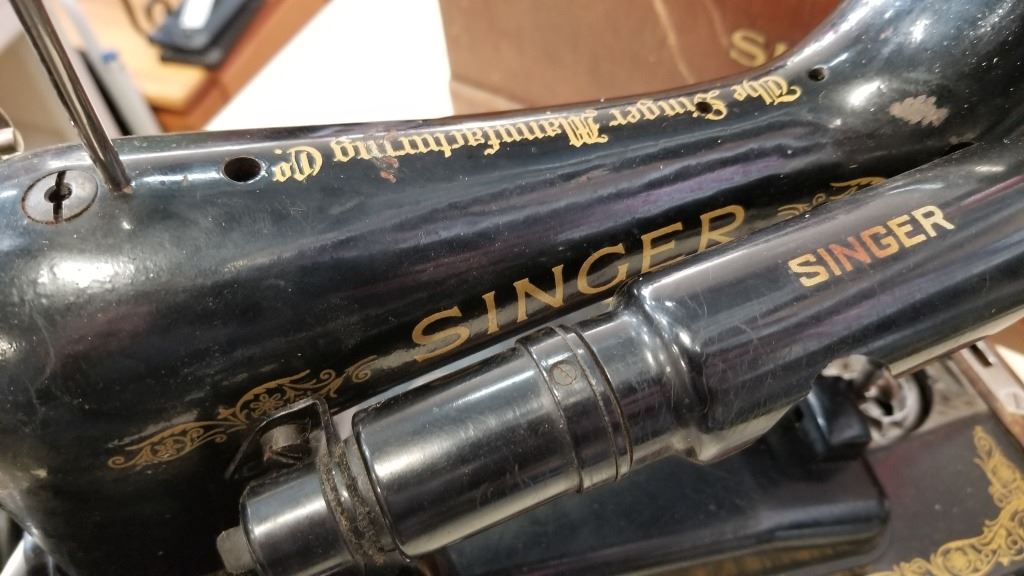 The Singer Manufacturing Co.
SINGER
SINGER